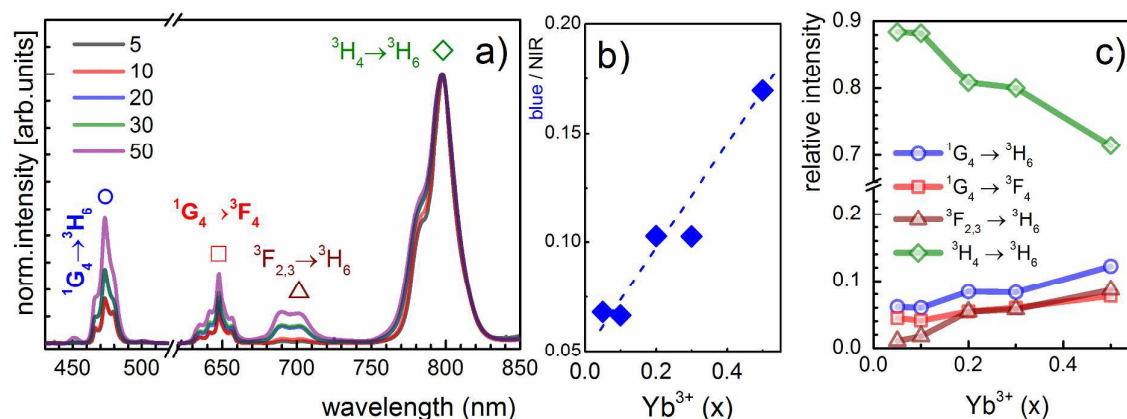 a)
norm.intensity [arb.units]
5
10
20
30
50
¹G₄→³H₆
¹G₄→³F₄
³F₂,₃→³H₆
³H₄→³H₆
450 500 650 700 750 800 850
wavelength (nm)
b)
blue / NIR
0.20
0.15
0.10
0.05
0.0 0.2 0.4
Yb³⁺ (x)
c)
relative intensity
0.9
0.8
0.7
0.2
0.1
0.0
¹G₄→³H₆
¹G₄→³F₄
³F₂,₃→³H₆
³H₄→³H₆
0.0 0.2 0.4
Yb³⁺ (x)